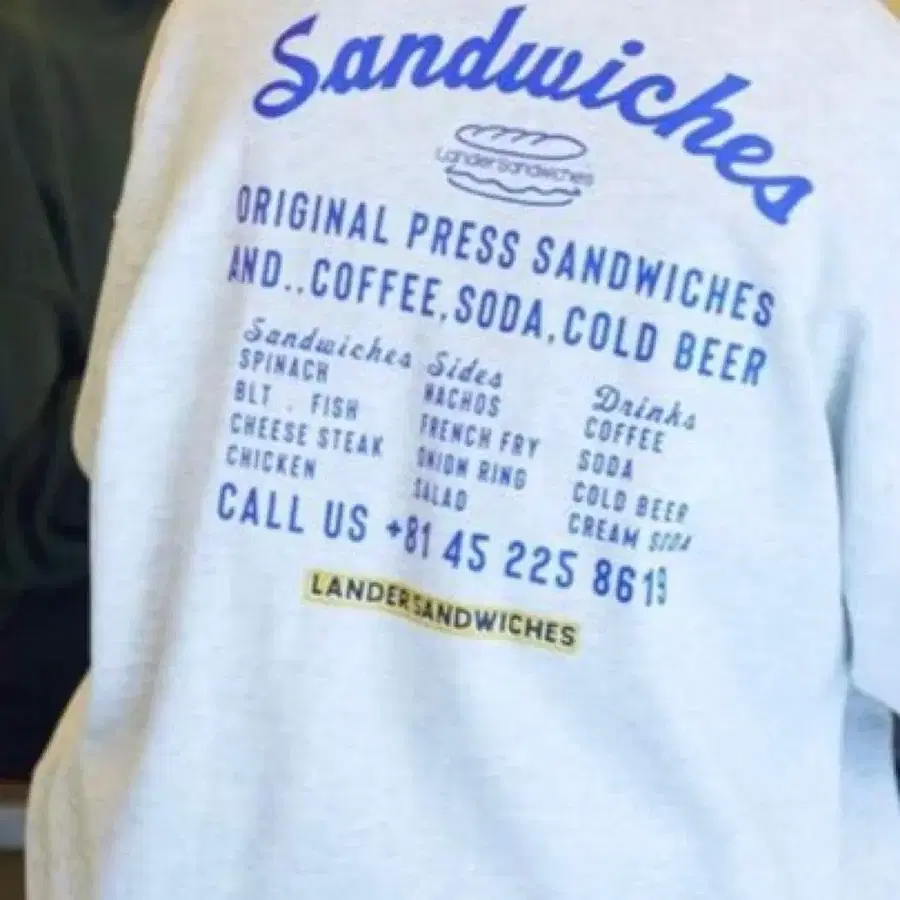 Sandwiches
LanderSandwiches
ORIGINAL PRESS SANDWICHES
AND..COFFEE,SODA,COLD BEER
Sandwiches
SPINACH
BLT . FISH
CHEESE STEAK
CHICKEN
Sides
NACHOS
FRENCH FRY
ONION RING
SALAD
Drinks
COFFEE
SODA
COLD BEER
CREAM SODA
CALL US +81 45 225 8619
LANDERSANDWICHES